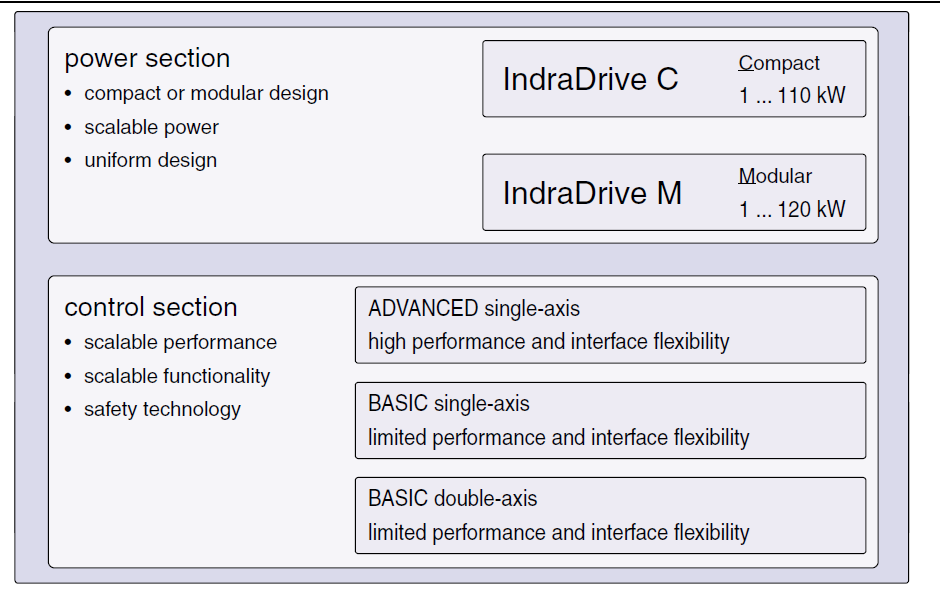 power section
• compact or modular design
• scalable power
• uniform design
IndraDrive C
Compact
1 ... 110 kW
IndraDrive M
Modular
1 ... 120 kW
control section
• scalable performance
• scalable functionality
• safety technology
ADVANCED single-axis
high performance and interface flexibility
BASIC single-axis
limited performance and interface flexibility
BASIC double-axis
limited performance and interface flexibility